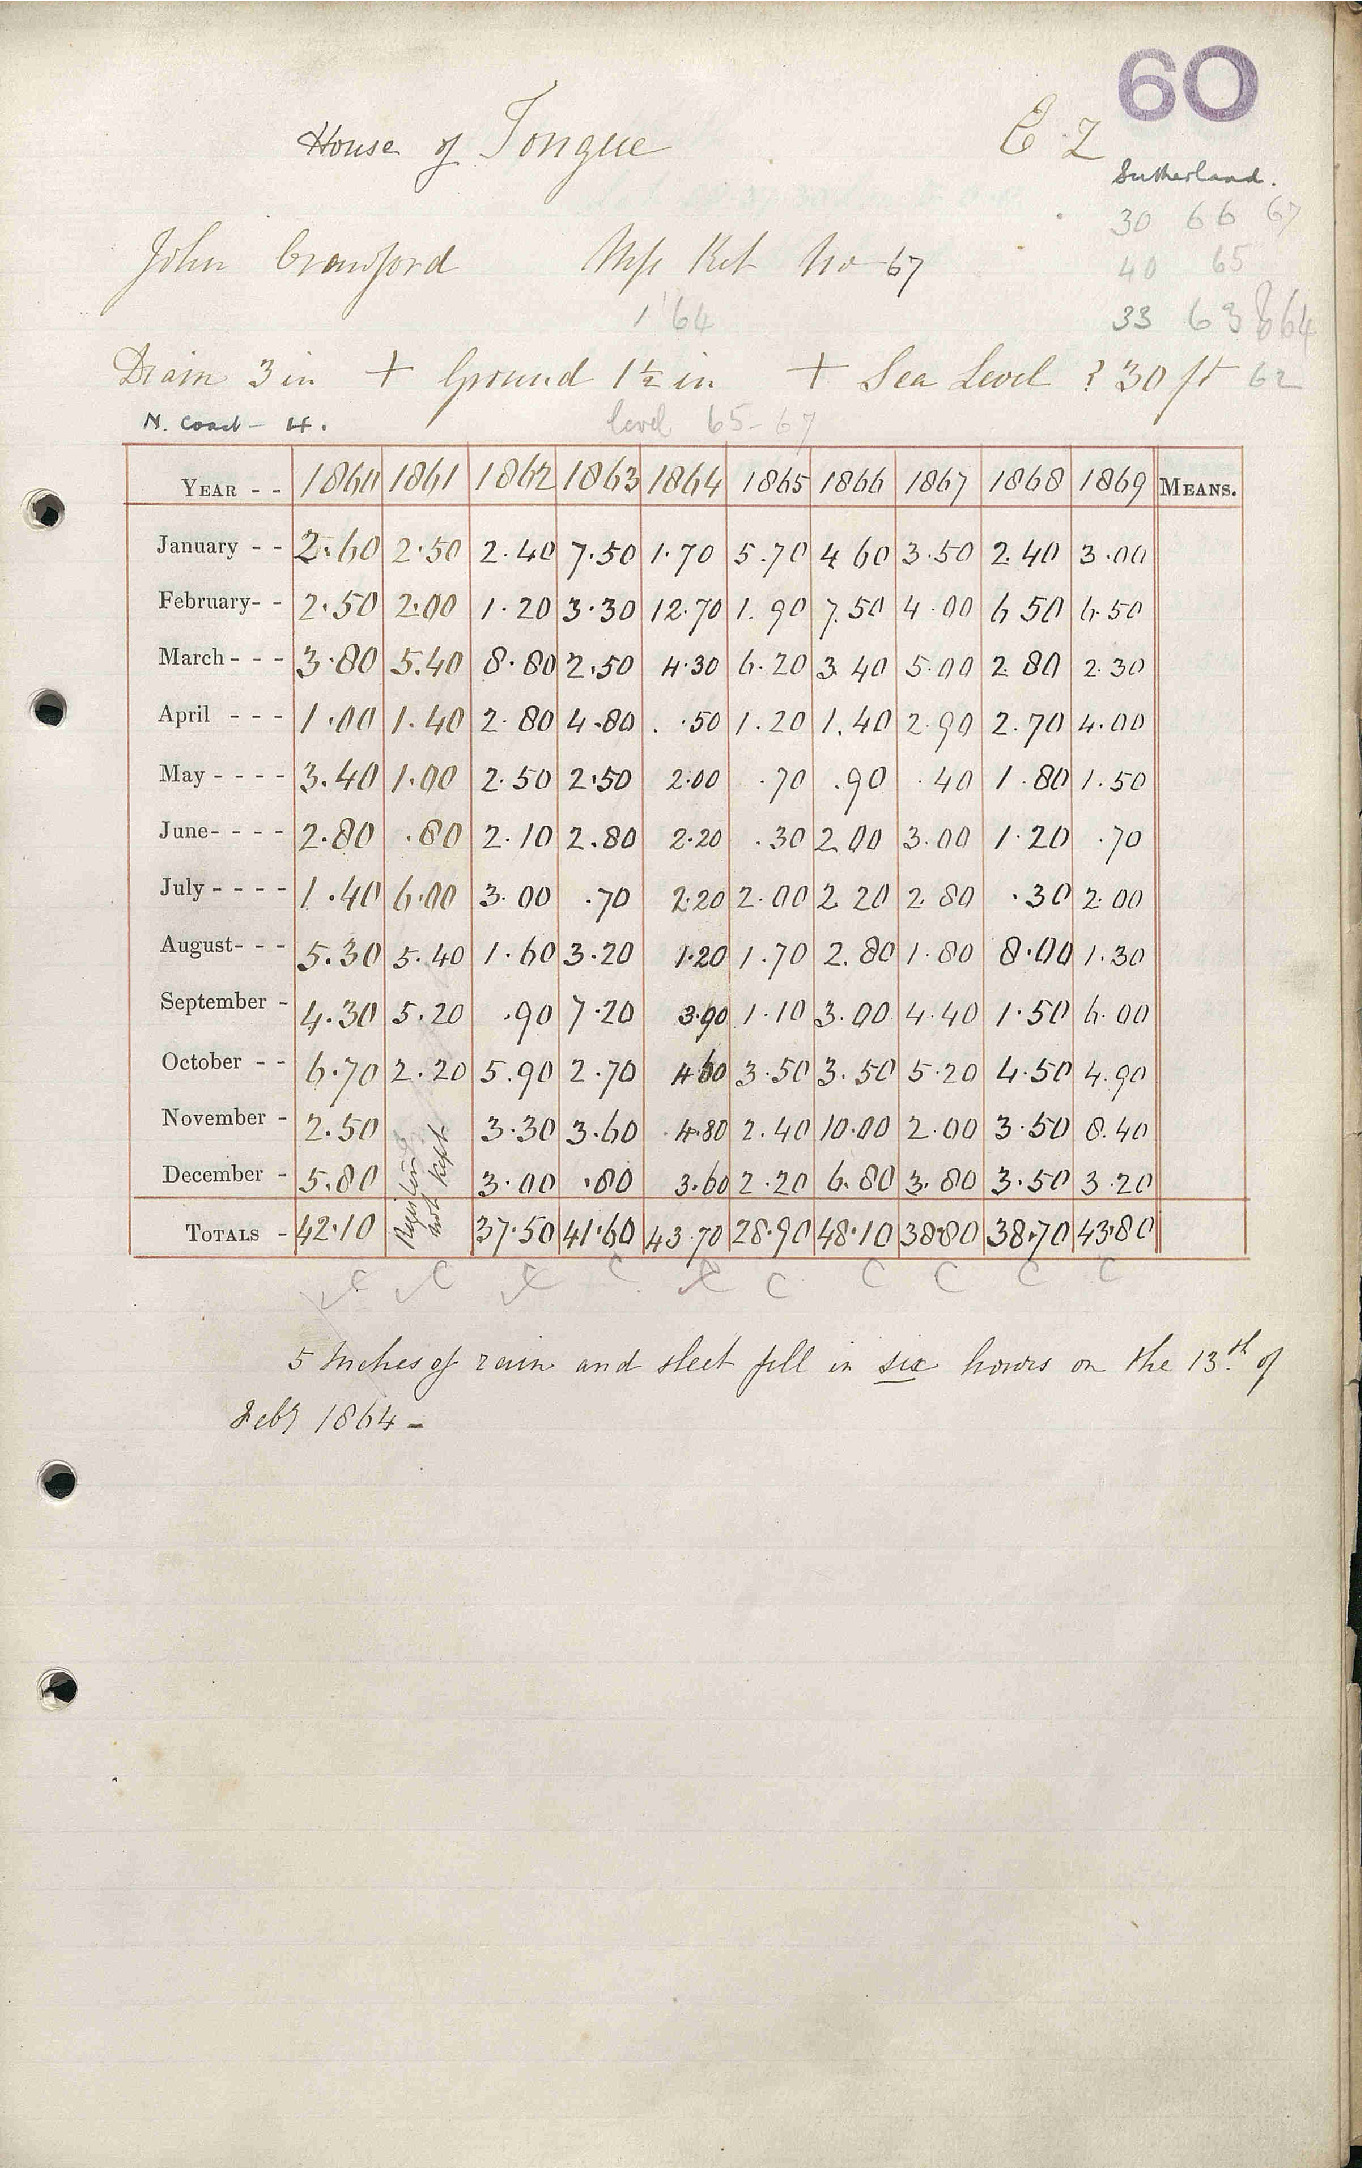 60
House of Tongue E Z
Sutherland.
30 66 67
John Crawford Mss Ret No 67
40 65
1'64
33 63 & 64
Diam 3 in + Ground 1½ in + Sea Level ? 30 ft 62
N. Coast - H.
level 65-67
YEAR - - 1860 1861 1862 1863 1864 1865 1866 1867 1868 1869 MEANS.
January - - 2.60 2.50 2.40 7.50 1.70 5.70 4 60 3.50 2.40 3.00
February- - 2.50 2.00 1.20 3.30 12.70 1.90 7.50 4.00 6 50 6.50
March - - - 3.80 5.40 8.80 2.50 4.30 6.20 3 40 5.00 2 80 2.30
April - - - 1.00 1.40 2.80 4.80 .50 1.20 1.40 2.90 2.70 4.00
May - - - - 3.40 1.00 2.50 2.50 2.00 .70 .90 .40 1.80 1.50
June- - - - 2.80 .80 2.10 2.80 2.20 .30 2.00 3.00 1.20 .70
July - - - - 1.40 6.00 3.00 .70 2.20 2.00 2 20 2.80 .30 2.00
August- - - 5.30 5.40 1.60 3.20 1.20 1.70 2.80 1.80 8.00 1.30
September - 4.30 5.20 .90 7.20 3.90 1.10 3.00 4.40 1.50 6.00
October - - 6.70 2.20 5.90 2.70 4.60 3.50 3.50 5.20 4.50 4.90
November - 2.50 3.30 3.60 4.80 2.40 10.00 2.00 3.50 8.40
December - 5.80 3.00 .80 3.60 2.20 6.80 3.80 3.50 3.20
Register
not kept
TOTALS - 42.10 37.50 41.60 43.70 28.90 48.10 38.80 38.70 43.80
c c c c c c c c c c
5 Inches of rain and sleet fell in six hours on the 13.th of
Feby 1864 -